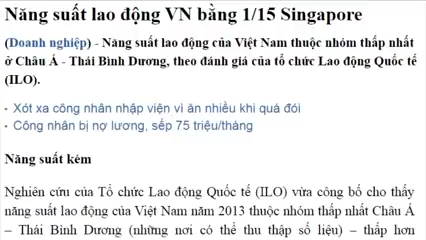 Năng suất lao động VN bằng 1/15 Singapore
(Doanh nghiệp) - Năng suất lao động của Việt Nam thuộc nhóm thấp nhất
ở Châu Á - Thái Bình Dương, theo đánh giá của tổ chức Lao động Quốc tế
(ILO).
- Xót xa công nhân nhập viện vì ăn nhiều khi quá đói
- Công nhân bị nợ lương, sếp 75 triệu/tháng
Năng suất kém
Nghiên cứu của Tổ chức Lao động Quốc tế (ILO) vừa công bố cho thấy
năng suất lao động của Việt Nam năm 2013 thuộc nhóm thấp nhất Châu Á
– Thái Bình Dương (những nơi có thể thu thập số liệu) – thấp hơn